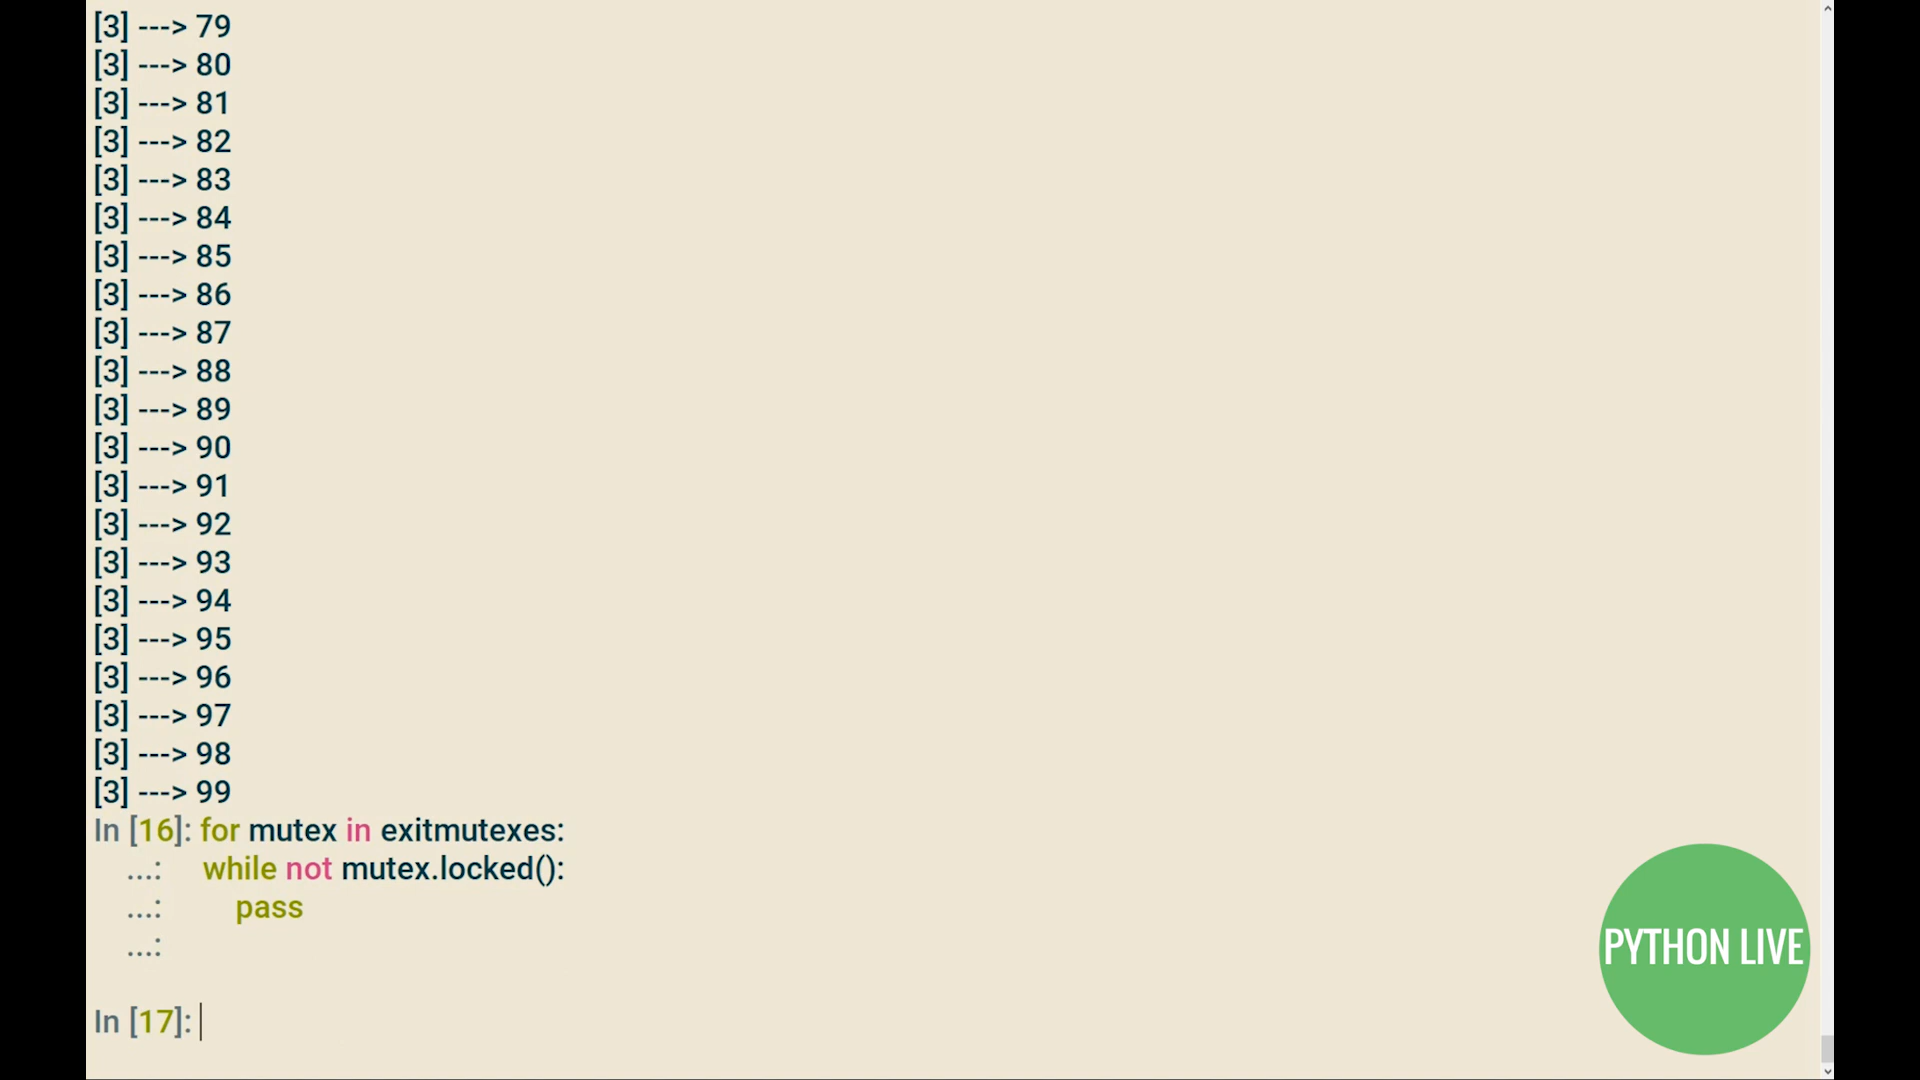 [3] ---> 79
[3] ---> 80
[3] ---> 81
[3] ---> 82
[3] ---> 83
[3] ---> 84
[3] ---> 85
[3] ---> 86
[3] ---> 87
[3] ---> 88
[3] ---> 89
[3] ---> 90
[3] ---> 91
[3] ---> 92
[3] ---> 93
[3] ---> 94
[3] ---> 95
[3] ---> 96
[3] ---> 97
[3] ---> 98
[3] ---> 99
In [16]: for mutex in exitmutexes:
...: while not mutex.locked():
...: pass
...:
In [17]:
PYTHON LIVE